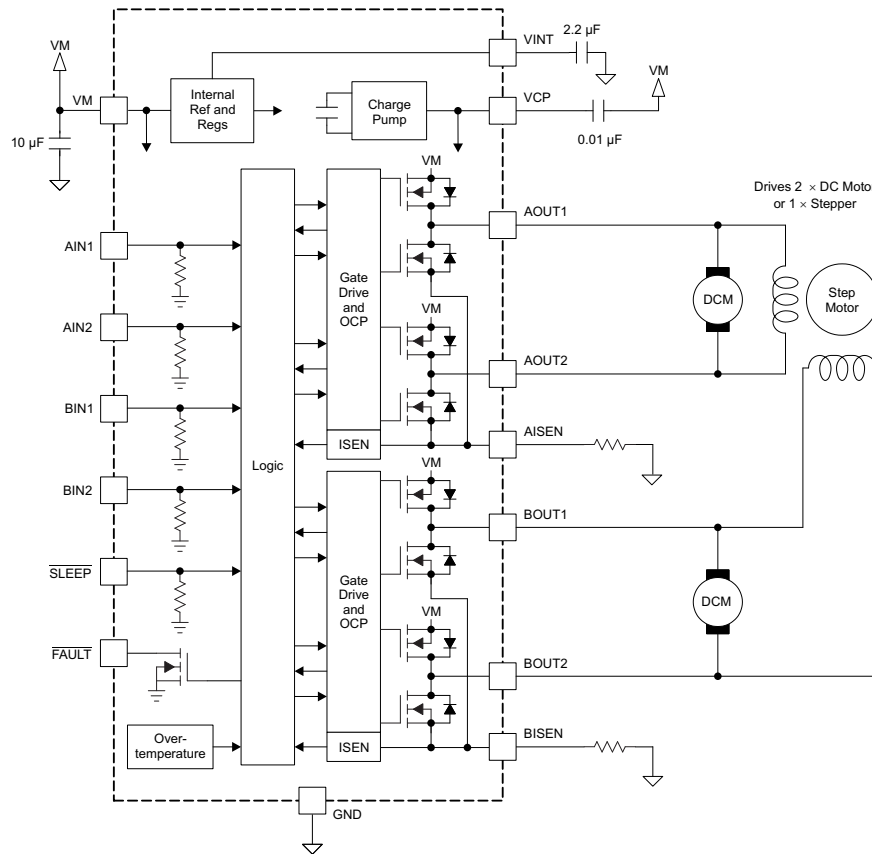 VINT
2.2 µF
VM
VM
VM
10 µF
Internal
Ref and
Regs
Charge
Pump
VCP
0.01 µF
VM
Drives 2 × DC Motor
or 1 × Stepper
AOUT1
AIN1
Gate
Drive
and
OCP
DCM
Step
Motor
AIN2
VM
AOUT2
BIN1
ISEN
AISEN
Logic
VM
BIN2
BOUT1
SLEEP
Gate
Drive
and
OCP
DCM
VM
FAULT
BOUT2
Over-
temperature
ISEN
BISEN
GND